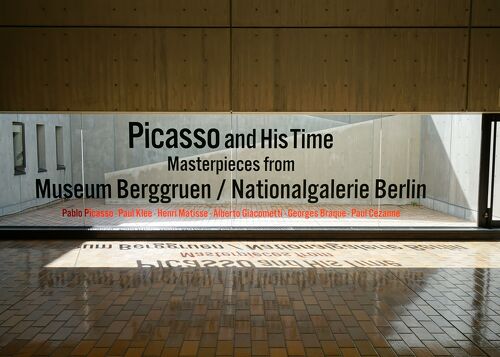 Picasso and His Time
Masterpieces from
Museum Berggruen / Nationalgalerie Berlin
Pablo Picasso · Paul Klee · Henri Matisse · Alberto Giacometti · Georges Braque · Paul Cezanne